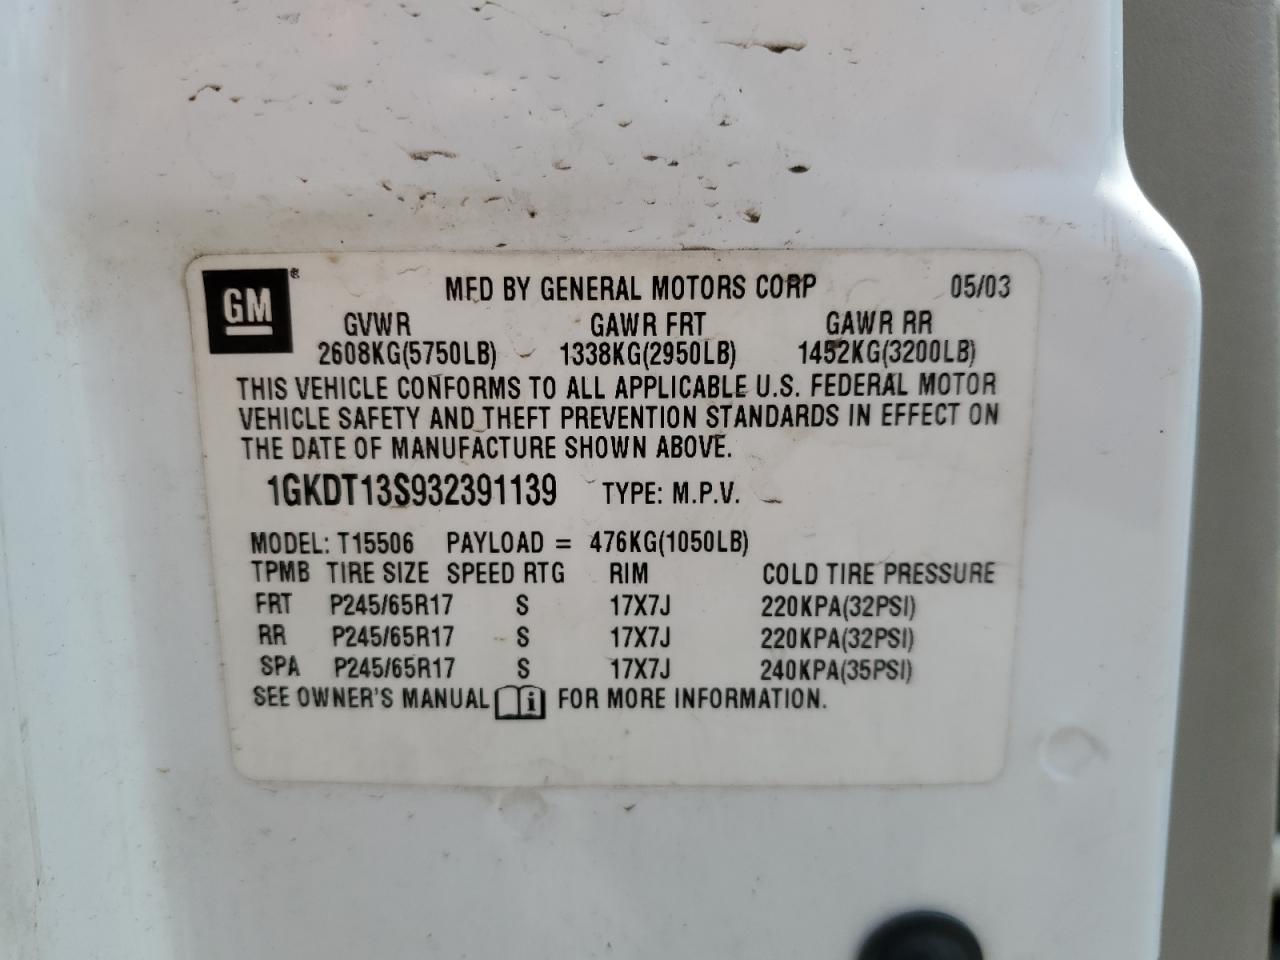 GM®
MFD BY GENERAL MOTORS CORP 05/03
GVWR GAWR FRT GAWR RR
2608KG(5750LB) 1338KG(2950LB) 1452KG(3200LB)
THIS VEHICLE CONFORMS TO ALL APPLICABLE U.S. FEDERAL MOTOR
VEHICLE SAFETY AND THEFT PREVENTION STANDARDS IN EFFECT ON
THE DATE OF MANUFACTURE SHOWN ABOVE.
1GKDT13S932391139 TYPE: M.P.V.
MODEL: T15506 PAYLOAD = 476KG(1050LB)
TPMB TIRE SIZE SPEED RTG RIM COLD TIRE PRESSURE
FRT P245/65R17 S 17X7J 220KPA(32PSI)
RR P245/65R17 S 17X7J 220KPA(32PSI)
SPA P245/65R17 S 17X7J 240KPA(35PSI)
SEE OWNER'S MANUAL i FOR MORE INFORMATION.